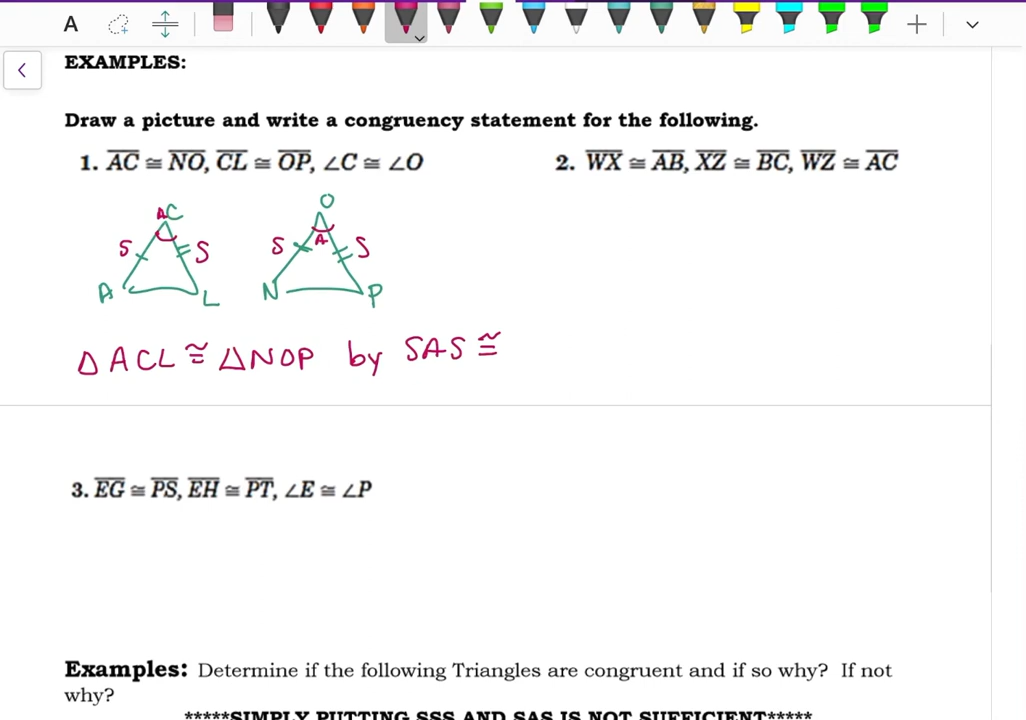 A
EXAMPLES:
Draw a picture and write a congruency statement for the following.
1. AC ≅ NO, CL ≅ OP, ∠C ≅ ∠O
2. WX ≅ AB, XZ ≅ BC, WZ ≅ AC
A C
S S
A L
O
S A S
N P
△ ACL ≅ △NOP by SAS ≅
3. EG ≅ PS, EH ≅ PT, ∠E ≅ ∠P
Examples: Determine if the following Triangles are congruent and if so why? If not
why?
*****SIMPLY PUTTING SSS AND SAS IS NOT SUFFICIENT*****